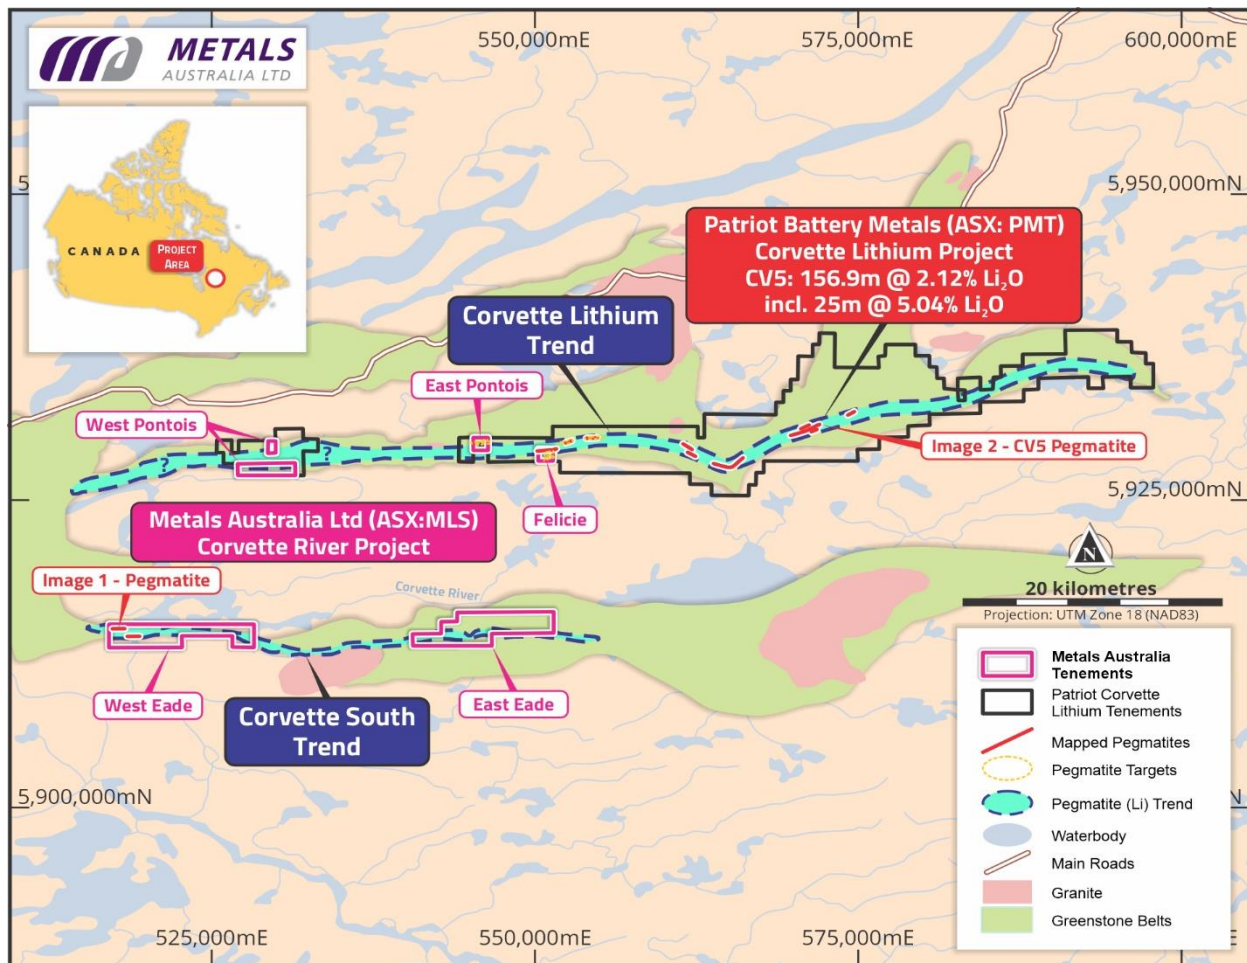 METALS
AUSTRALIA LTD
550,000mE
575,000mE
600,000mE
CANADA
PROJECT
AREA
5
5,950,000mN
Patriot Battery Metals (ASX: PMT)
Corvette Lithium Project
CV5: 156.9m @ 2.12% Li₂O
incl. 25m @ 5.04% Li₂O
Corvette Lithium
Trend
East Pontois
West Pontois
?
?
Image 2 - CV5 Pegmatite
5,925,000mN
Felicie
Metals Australia Ltd (ASX:MLS)
Corvette River Project
N
Image 1 - Pegmatite
Corvette River
20 kilometres
Projection: UTM Zone 18 (NAD83)
West Eade
East Eade
Corvette South
Trend
Metals Australia
Tenements
Patriot Corvette
Lithium Tenements
Mapped Pegmatites
Pegmatite Targets
Pegmatite (Li) Trend
Waterbody
Main Roads
Granite
Greenstone Belts
5,900,000mN
N
525,000mE
550,000mE
575,000mE